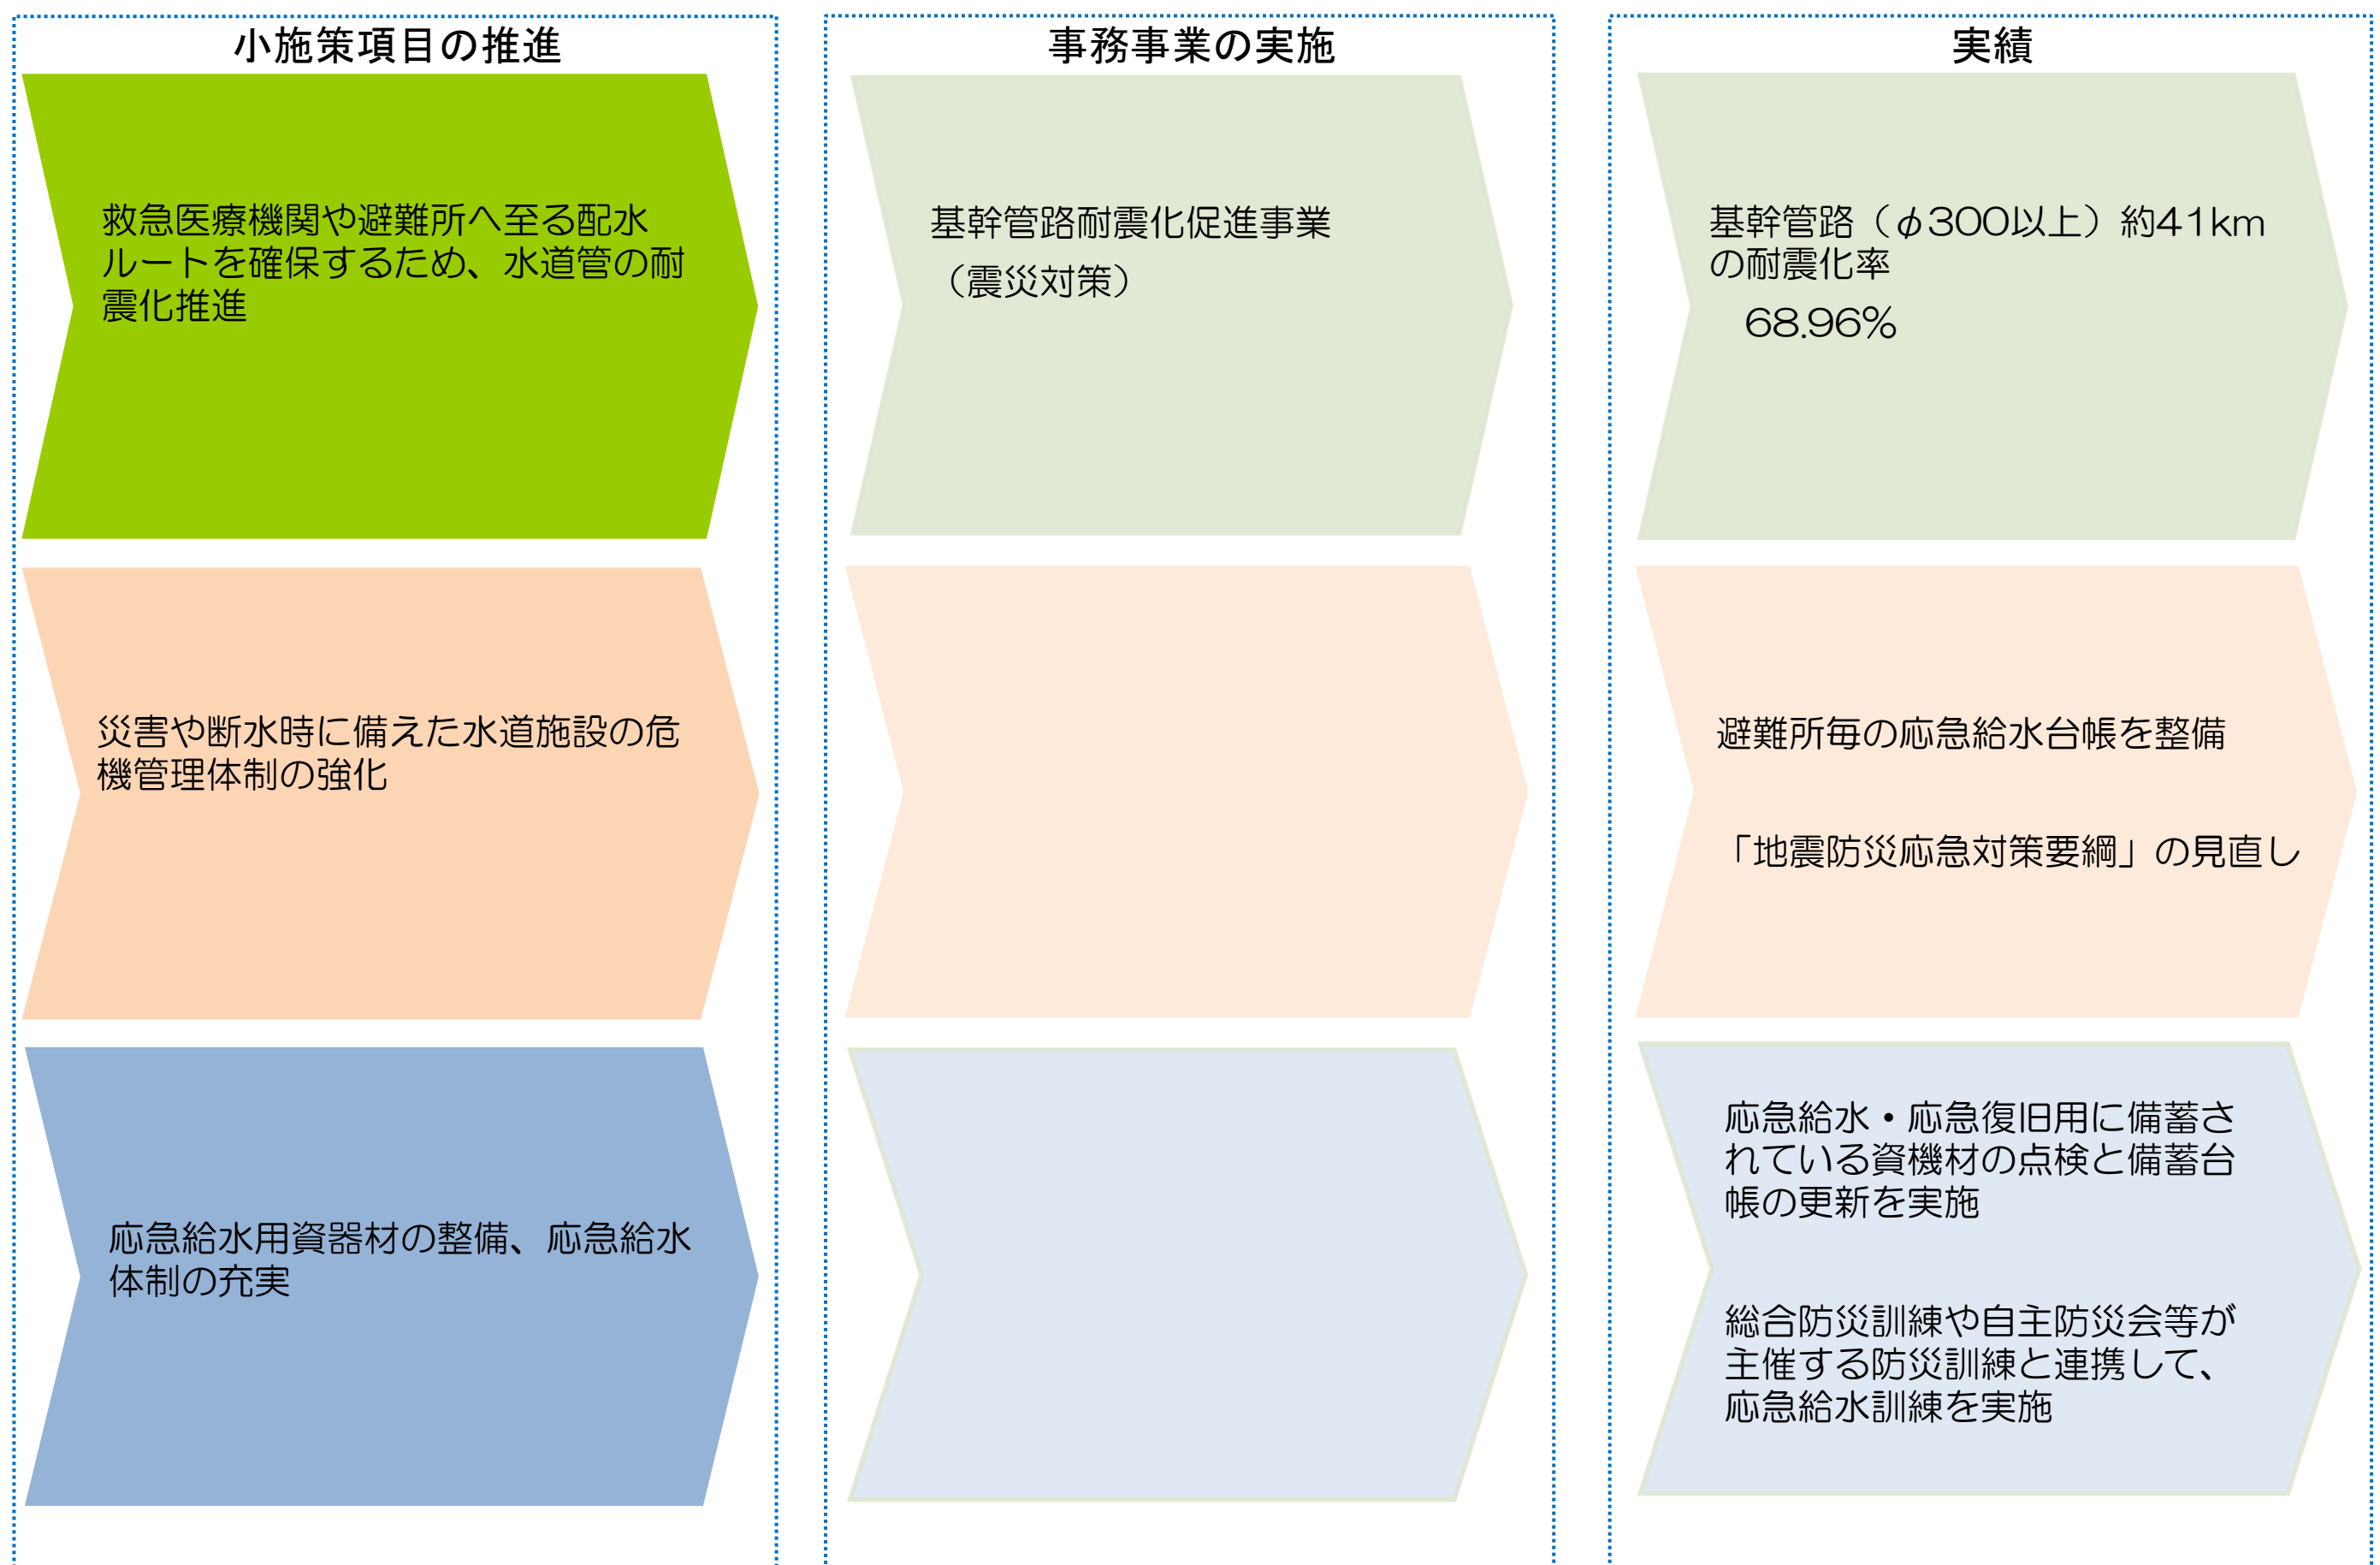 小施策項目の推進
事務事業の実施
実績
救急医療機関や避難所へ至る配水
ルートを確保するため、水道管の耐
震化推進
基幹管路耐震化促進事業
（震災対策）
基幹管路（φ300以上）約41km
の耐震化率
68.96%
災害や断水時に備えた水道施設の危
機管理体制の強化
避難所毎の応急給水台帳を整備
「地震防災応急対策要綱」の見直し
応急給水用資器材の整備、応急給水
体制の充実
応急給水・応急復旧用に備蓄さ
れている資機材の点検と備蓄台
帳の更新を実施
総合防災訓練や自主防災会等が
主催する防災訓練と連携して、
応急給水訓練を実施